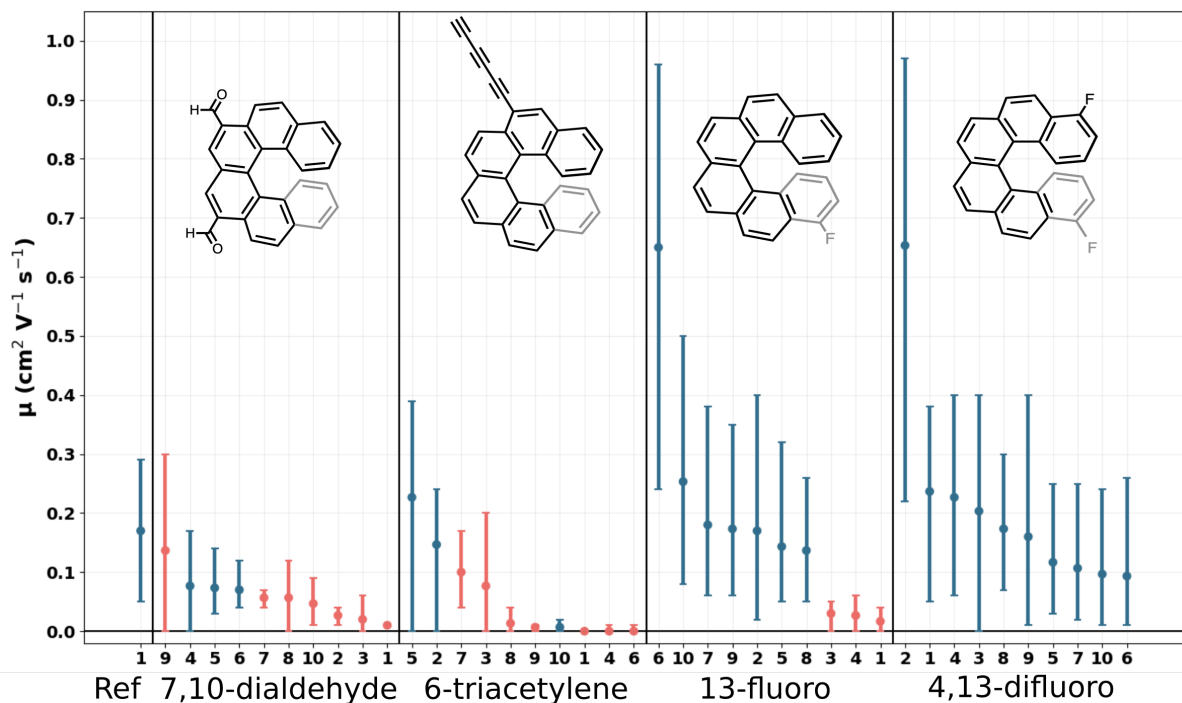 μ (cm² V⁻¹ s⁻¹)
1.0
0.9
0.8
0.7
0.6
0.5
0.4
0.3
0.2
0.1
0.0
H
O
H
O
F
F
F
1 9 4 5 6 7 8 10 2 3 1 5 2 7 3 8 9 10 1 4 6 6 10 7 9 2 5 8 3 4 1 2 1 4 3 8 9 5 7 10 6
Ref 7,10-dialdehyde 6-triacetylene 13-fluoro 4,13-difluoro